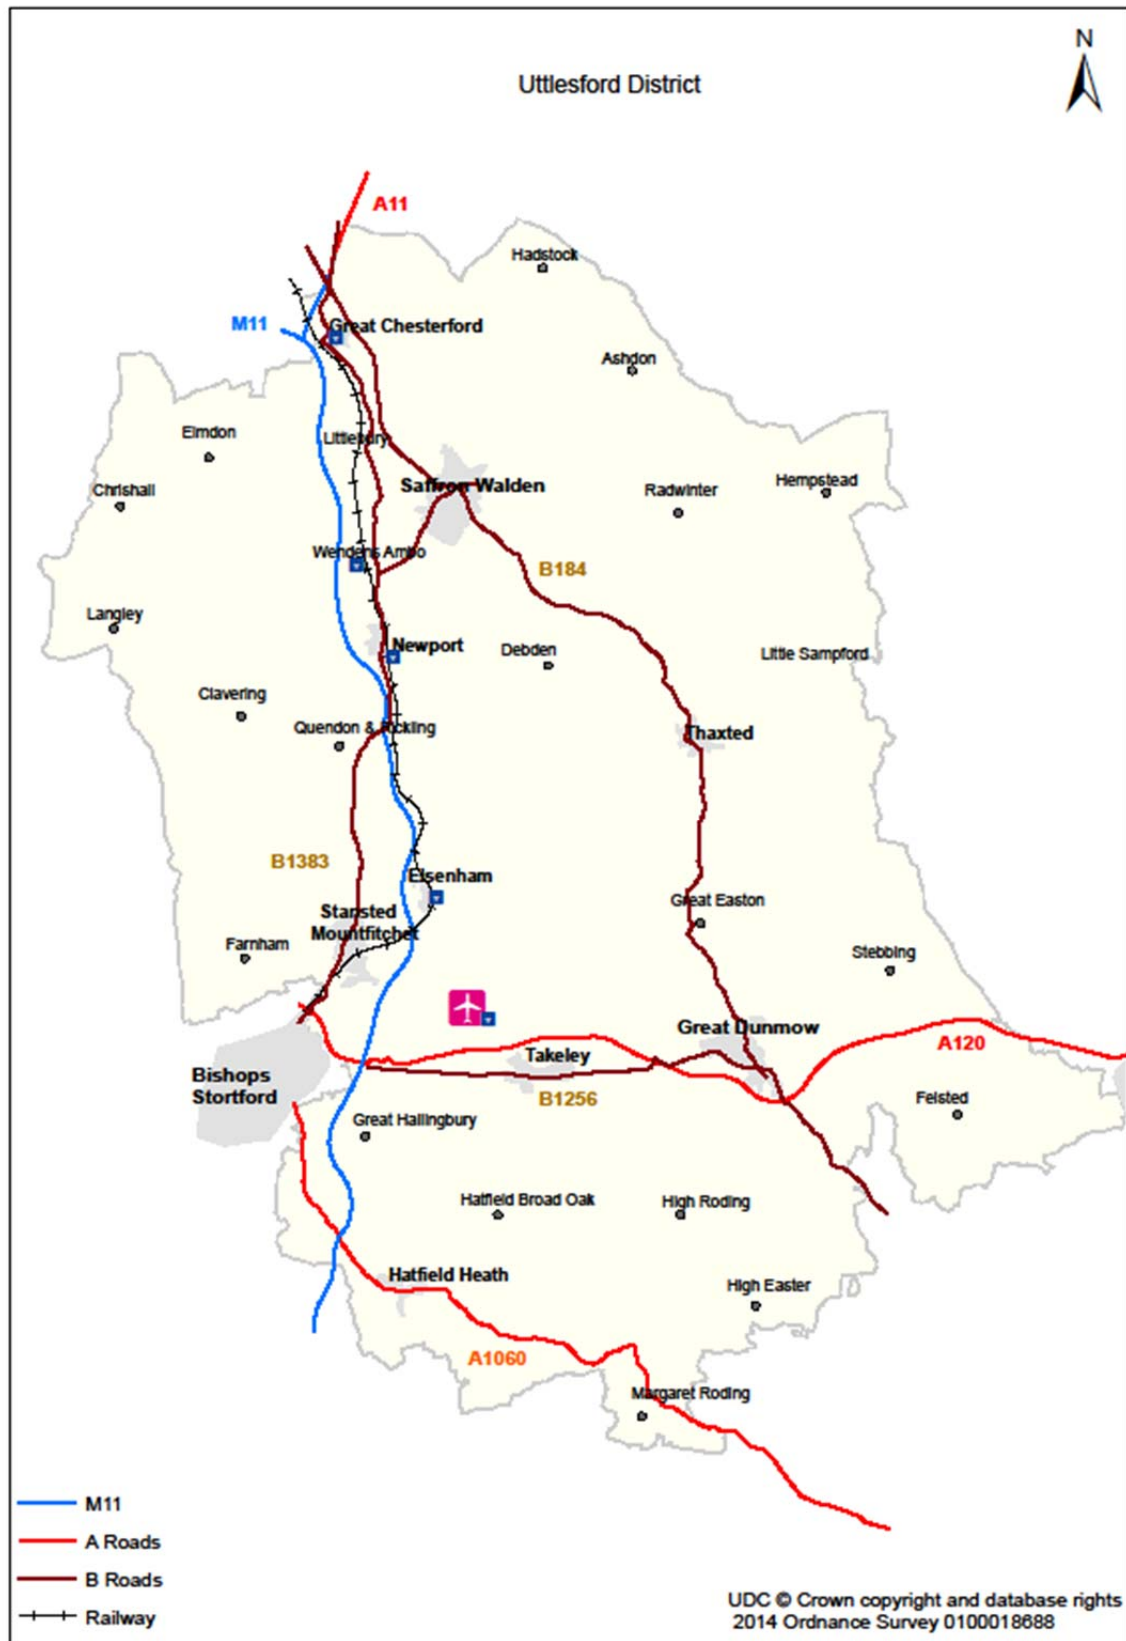 N
Uttlesford District
A11
Hadstock
M11
Great Chesterford
Ashdon
Elmdon
Littlebury
Chrishall
Saffron Walden
Radwinter
Hempstead
Wendens Ambo
B184
Langley
Newport
Debden
Little Sampford
Clavering
Quendon & Rickling
Thaxted
B1383
Elsenham
Great Easton
Stansted
Mountfitchet
Farnham
Stebbing
Great Dunmow
A120
Takeley
Bishops
Stortford
B1256
Felsted
Great Hallingbury
Hatfield Broad Oak
High Roding
Hatfield Heath
High Easter
A1060
Margaret Roding
M11
A Roads
B Roads
Railway
UDC © Crown copyright and database rights
2014 Ordnance Survey 0100018688